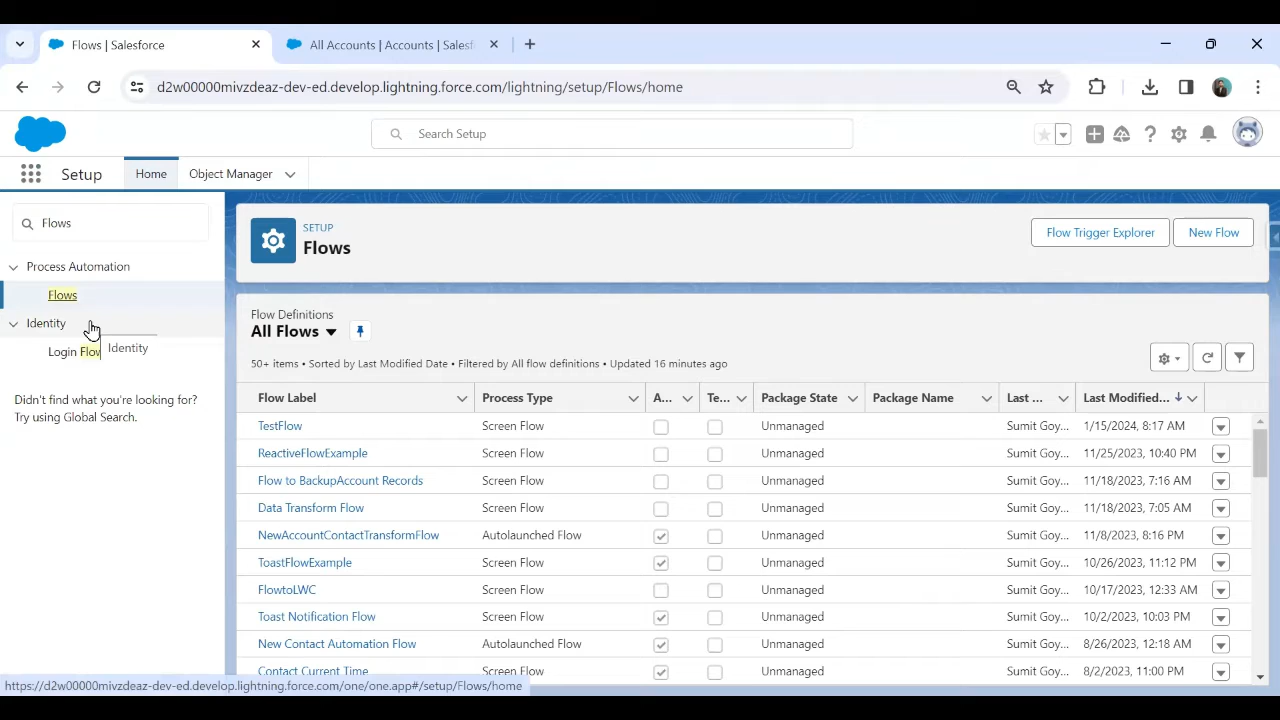 Flows | Salesforce
All Accounts | Accounts | Salesf
d2w00000mivzdeaz-dev-ed.develop.lightning.force.com/lightning/setup/Flows/home
Search Setup
Setup
Home
Object Manager
Flows
Process Automation
Flows
Identity
Login Flov
Identity
Didn't find what you're looking for?
Try using Global Search.
SETUP
Flows
Flow Trigger Explorer
New Flow
Flow Definitions
All Flows
50+ items • Sorted by Last Modified Date • Filtered by All flow definitions • Updated 16 minutes ago
Flow Label Process Type A... Te... Package State Package Name Last ... Last Modified...
TestFlow Screen Flow Unmanaged Sumit Goy... 1/15/2024, 8:17 AM
ReactiveFlowExample Screen Flow Unmanaged Sumit Goy... 11/25/2023, 10:40 PM
Flow to BackupAccount Records Screen Flow Unmanaged Sumit Goy... 11/18/2023, 7:16 AM
Data Transform Flow Screen Flow Unmanaged Sumit Goy... 11/18/2023, 7:05 AM
NewAccountContactTransformFlow Autolaunched Flow Unmanaged Sumit Goy... 11/8/2023, 8:16 PM
ToastFlowExample Screen Flow Unmanaged Sumit Goy... 10/26/2023, 11:12 PM
FlowtoLWC Screen Flow Unmanaged Sumit Goy... 10/17/2023, 12:33 AM
Toast Notification Flow Screen Flow Unmanaged Sumit Goy... 10/2/2023, 10:03 PM
New Contact Automation Flow Autolaunched Flow Unmanaged Sumit Goy... 8/26/2023, 12:18 AM
Contact Current Time Screen Flow Unmanaged Sumit Goy... 8/2/2023, 11:00 PM
https://d2w00000mivzdeaz-dev-ed.develop.lightning.force.com/one/one.app#/setup/Flows/home